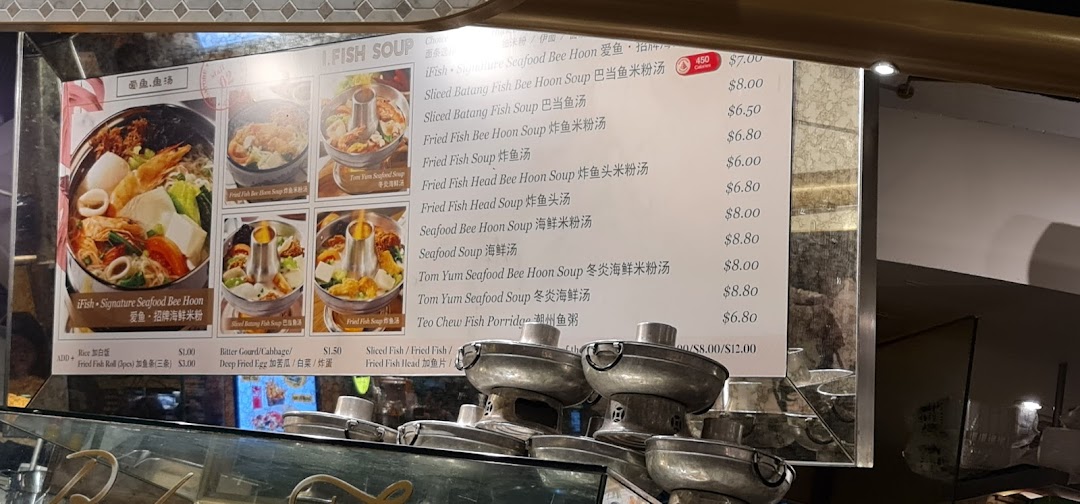 爱鱼.鱼汤
I.FISH SOUP
iFish • Signature Seafood Bee Hoon 爱鱼 · 招牌海
Sliced Batang Fish Bee Hoon Soup 巴当鱼米粉汤 450 Calories $7.00
Sliced Batang Fish Soup 巴当鱼汤 $8.00
Fried Fish Bee Hoon Soup 炸鱼米粉汤 $6.50
Fried Fish Soup 炸鱼汤 $6.80
Fried Fish Head Bee Hoon Soup 炸鱼头米粉汤 $6.00
Fried Fish Head Soup 炸鱼头汤 $6.80
Seafood Bee Hoon Soup 海鲜米粉汤 $8.00
Seafood Soup 海鲜汤 $8.80
Tom Yum Seafood Bee Hoon Soup 冬炎海鲜米粉汤 $8.00
Tom Yum Seafood Soup 冬炎海鲜汤 $8.80
Teo Chew Fish Porridge 潮州鱼粥 $6.80
Fried Fish Bee Hoon Soup 炸鱼米粉汤
Tom Yum Seafood Soup
冬炎海鲜汤
iFish • Signature Seafood Bee Hoon
爱鱼 · 招牌海鲜米粉
Sliced Batang Fish Soup 巴当鱼汤
Fried Fish Soup 炸鱼汤
ADD + Rice 加白饭 $1.00
Fried Fish Roll (3pcs) 加鱼条(三条) $3.00
Bitter Gourd/Cabbage/ $1.50
Deep Fried Egg 加苦瓜 / 白菜 / 炸蛋
Sliced Fish / Fried Fish /
Fried Fish Head 加鱼片 /
/$8.00/$12.00